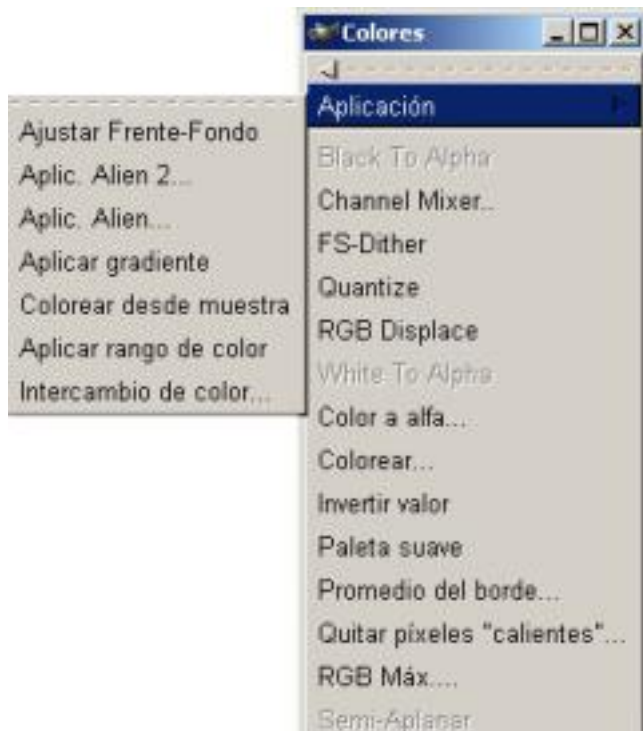 Colores
Aplicación
Ajustar Frente-Fondo
Aplic. Alien 2...
Aplic. Alien...
Aplicar gradiente
Colorear desde muestra
Aplicar rango de color
Intercambio de color...
Black To Alpha
Channel Mixer..
FS-Dither
Quantize
RGB Displace
White To Alpha
Color a alfa...
Colorear...
Invertir valor
Paleta suave
Promedio del borde...
Quitar píxeles "calientes"...
RGB Máx....
Semi-Aplanar